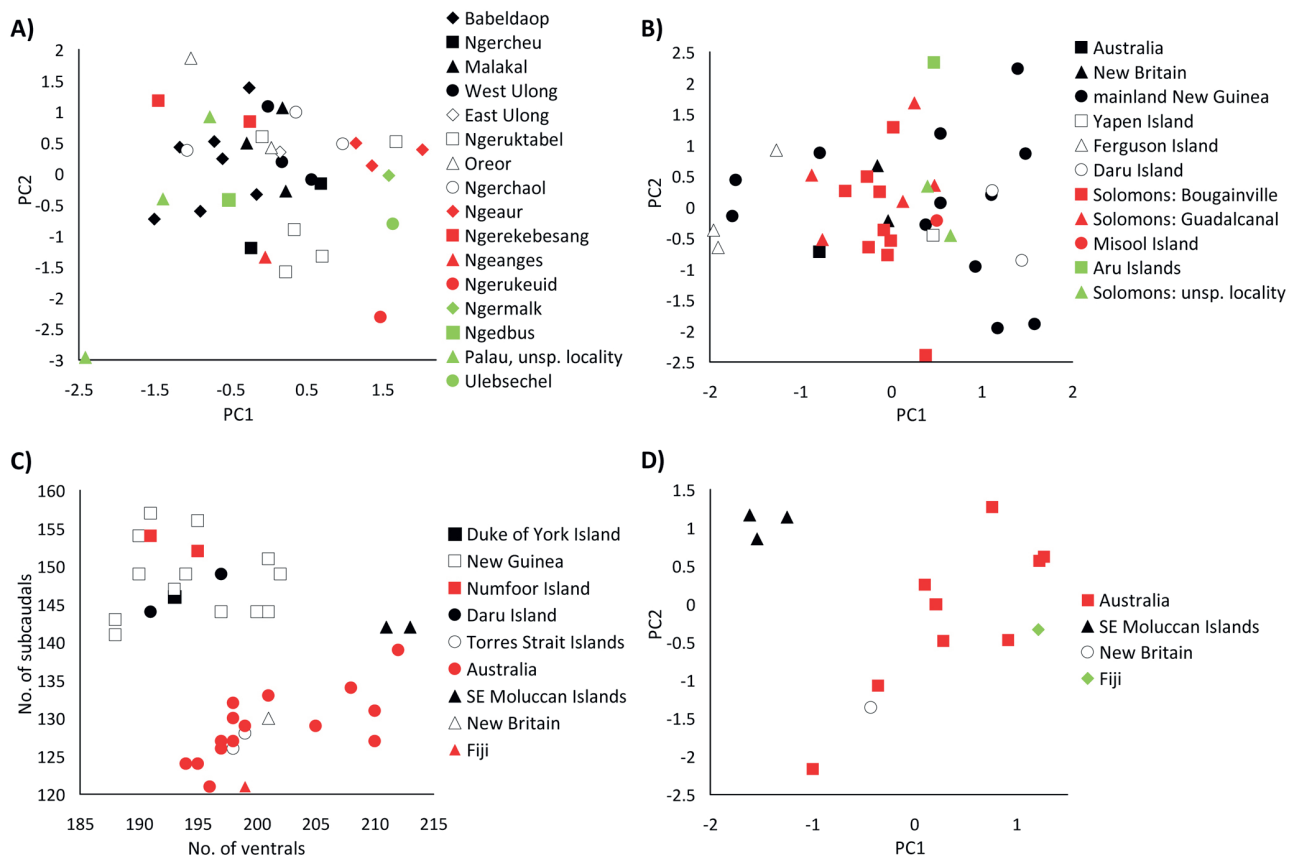 A)
2
1.5
1
0.5
0
-0.5
-1
-1.5
-2
-2.5
-3
PC2
-2.5
-1.5
-0.5
0.5
1.5
PC1
Babeldaop
Ngercheu
Malakal
West Ulong
East Ulong
Ngeruktabel
Oreor
Ngerchaol
Ngeaur
Ngerekebesang
Ngeanges
Ngerukeuid
Ngermalk
Ngedbus
Palau, unsp. locality
Ulebsechel
B)
2.5
2
1.5
1
0.5
0
-0.5
-1
-1.5
-2
-2.5
PC2
-2
-1
0
1
2
PC1
Australia
New Britain
mainland New Guinea
Yapen Island
Ferguson Island
Daru Island
Solomons: Bougainville
Solomons: Guadalcanal
Misool Island
Aru Islands
Solomons: unsp. locality
C)
160
155
150
145
140
135
130
125
120
No. of subcaudals
185
190
195
200
205
210
215
No. of ventrals
Duke of York Island
New Guinea
Numfoor Island
Daru Island
Torres Strait Islands
Australia
SE Moluccan Islands
New Britain
Fiji
D)
1.5
1
0.5
0
-0.5
-1
-1.5
-2
-2.5
PC2
-2
-1
0
1
PC1
Australia
SE Moluccan Islands
New Britain
Fiji